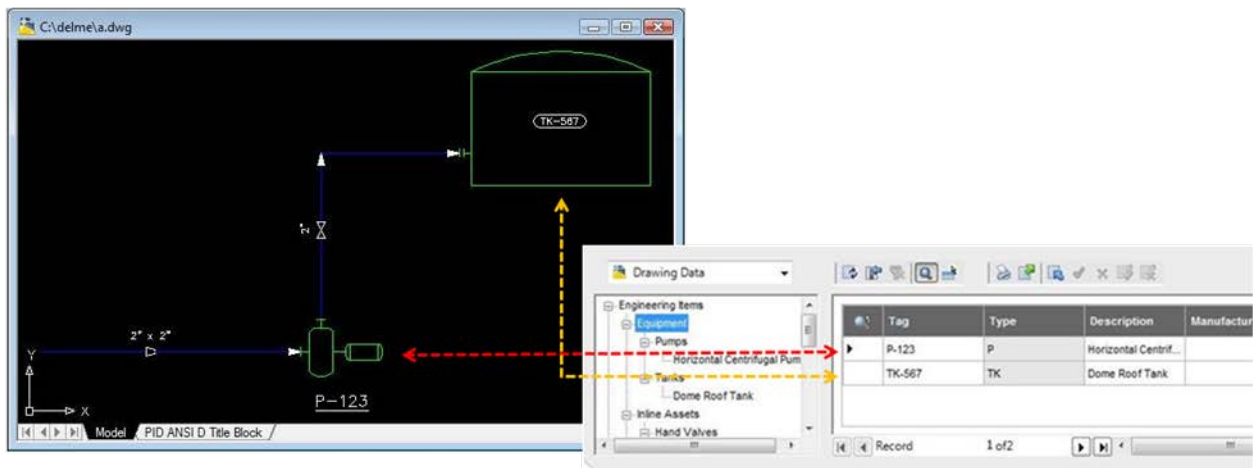 C:\delme\a.dwg
TK-567
2"
2" x 2"
Y
X
P-123
Model
PID ANSI D Title Block
Drawing Data
Engineering Items
Equipment
Pumps
Horizontal Centrifugal Pum
Tanks
Dome Roof Tank
Inline Assets
Hand Valves
Tag Type Description Manufactur
P-123 P Horizontal Centrif...
TK-567 TK Dome Roof Tank
Record 1 of2